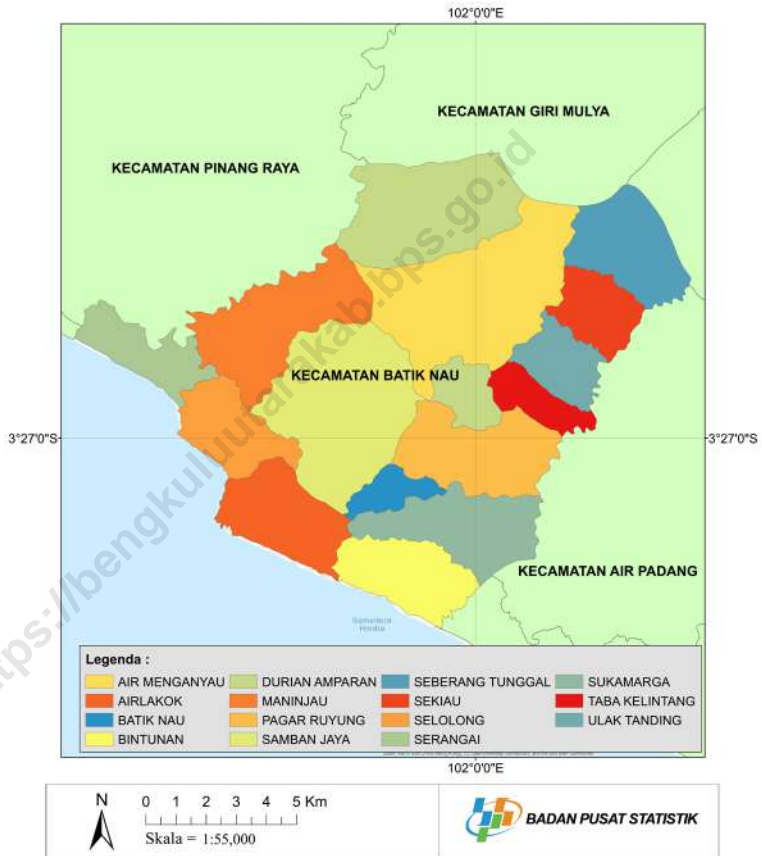 102°0'0"E
KECAMATAN GIRI MULYA
KECAMATAN PINANG RAYA
KECAMATAN BATIK NAU
3°27'0"S
3°27'0"S
KECAMATAN AIR PADANG
Samudera
Hindia
Legenda :
AIR MENGANYAU
DURIAN AMPARAN
SEBERANG TUNGGAL
SUKAMARGA
AIRLAKOK
MANINJAU
SEKIAU
TABA KELINTANG
BATIK NAU
PAGAR RUYUNG
SELOLONG
ULAK TANDING
BINTUNAN
SAMBAN JAYA
SERANGAI
102°0'0"E
N
0 1 2 3 4 5 Km
Skala = 1:55,000
BADAN PUSAT STATISTIK
https://bengkuluutarakab.bps.go.id